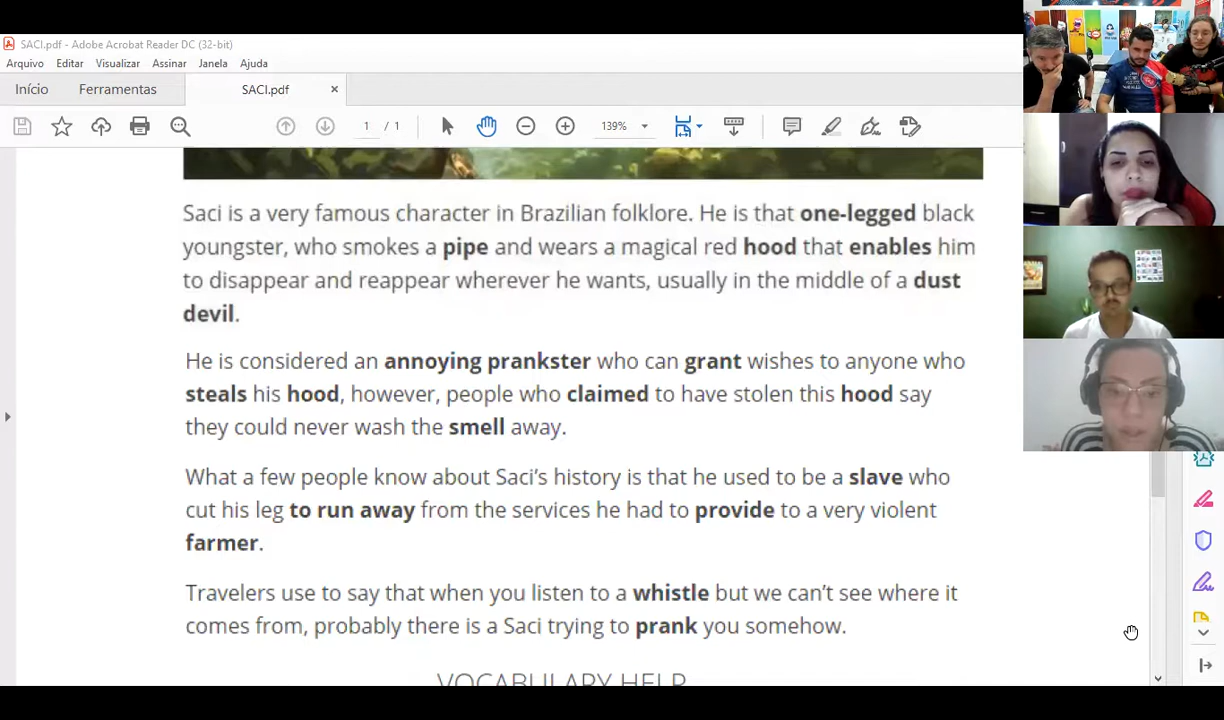 SACI.pdf - Adobe Acrobat Reader DC (32-bit)
Arquivo Editar Visualizar Assinar Janela Ajuda
Início Ferramentas SACI.pdf ×
1 / 1 139%
Saci is a very famous character in Brazilian folklore. He is that one-legged black
youngster, who smokes a pipe and wears a magical red hood that enables him
to disappear and reappear wherever he wants, usually in the middle of a dust
devil.
He is considered an annoying prankster who can grant wishes to anyone who
steals his hood, however, people who claimed to have stolen this hood say
they could never wash the smell away.
What a few people know about Saci's history is that he used to be a slave who
cut his leg to run away from the services he had to provide to a very violent
farmer.
Travelers use to say that when you listen to a whistle but we can't see where it
comes from, probably there is a Saci trying to prank you somehow.
VOCABULARY HELP